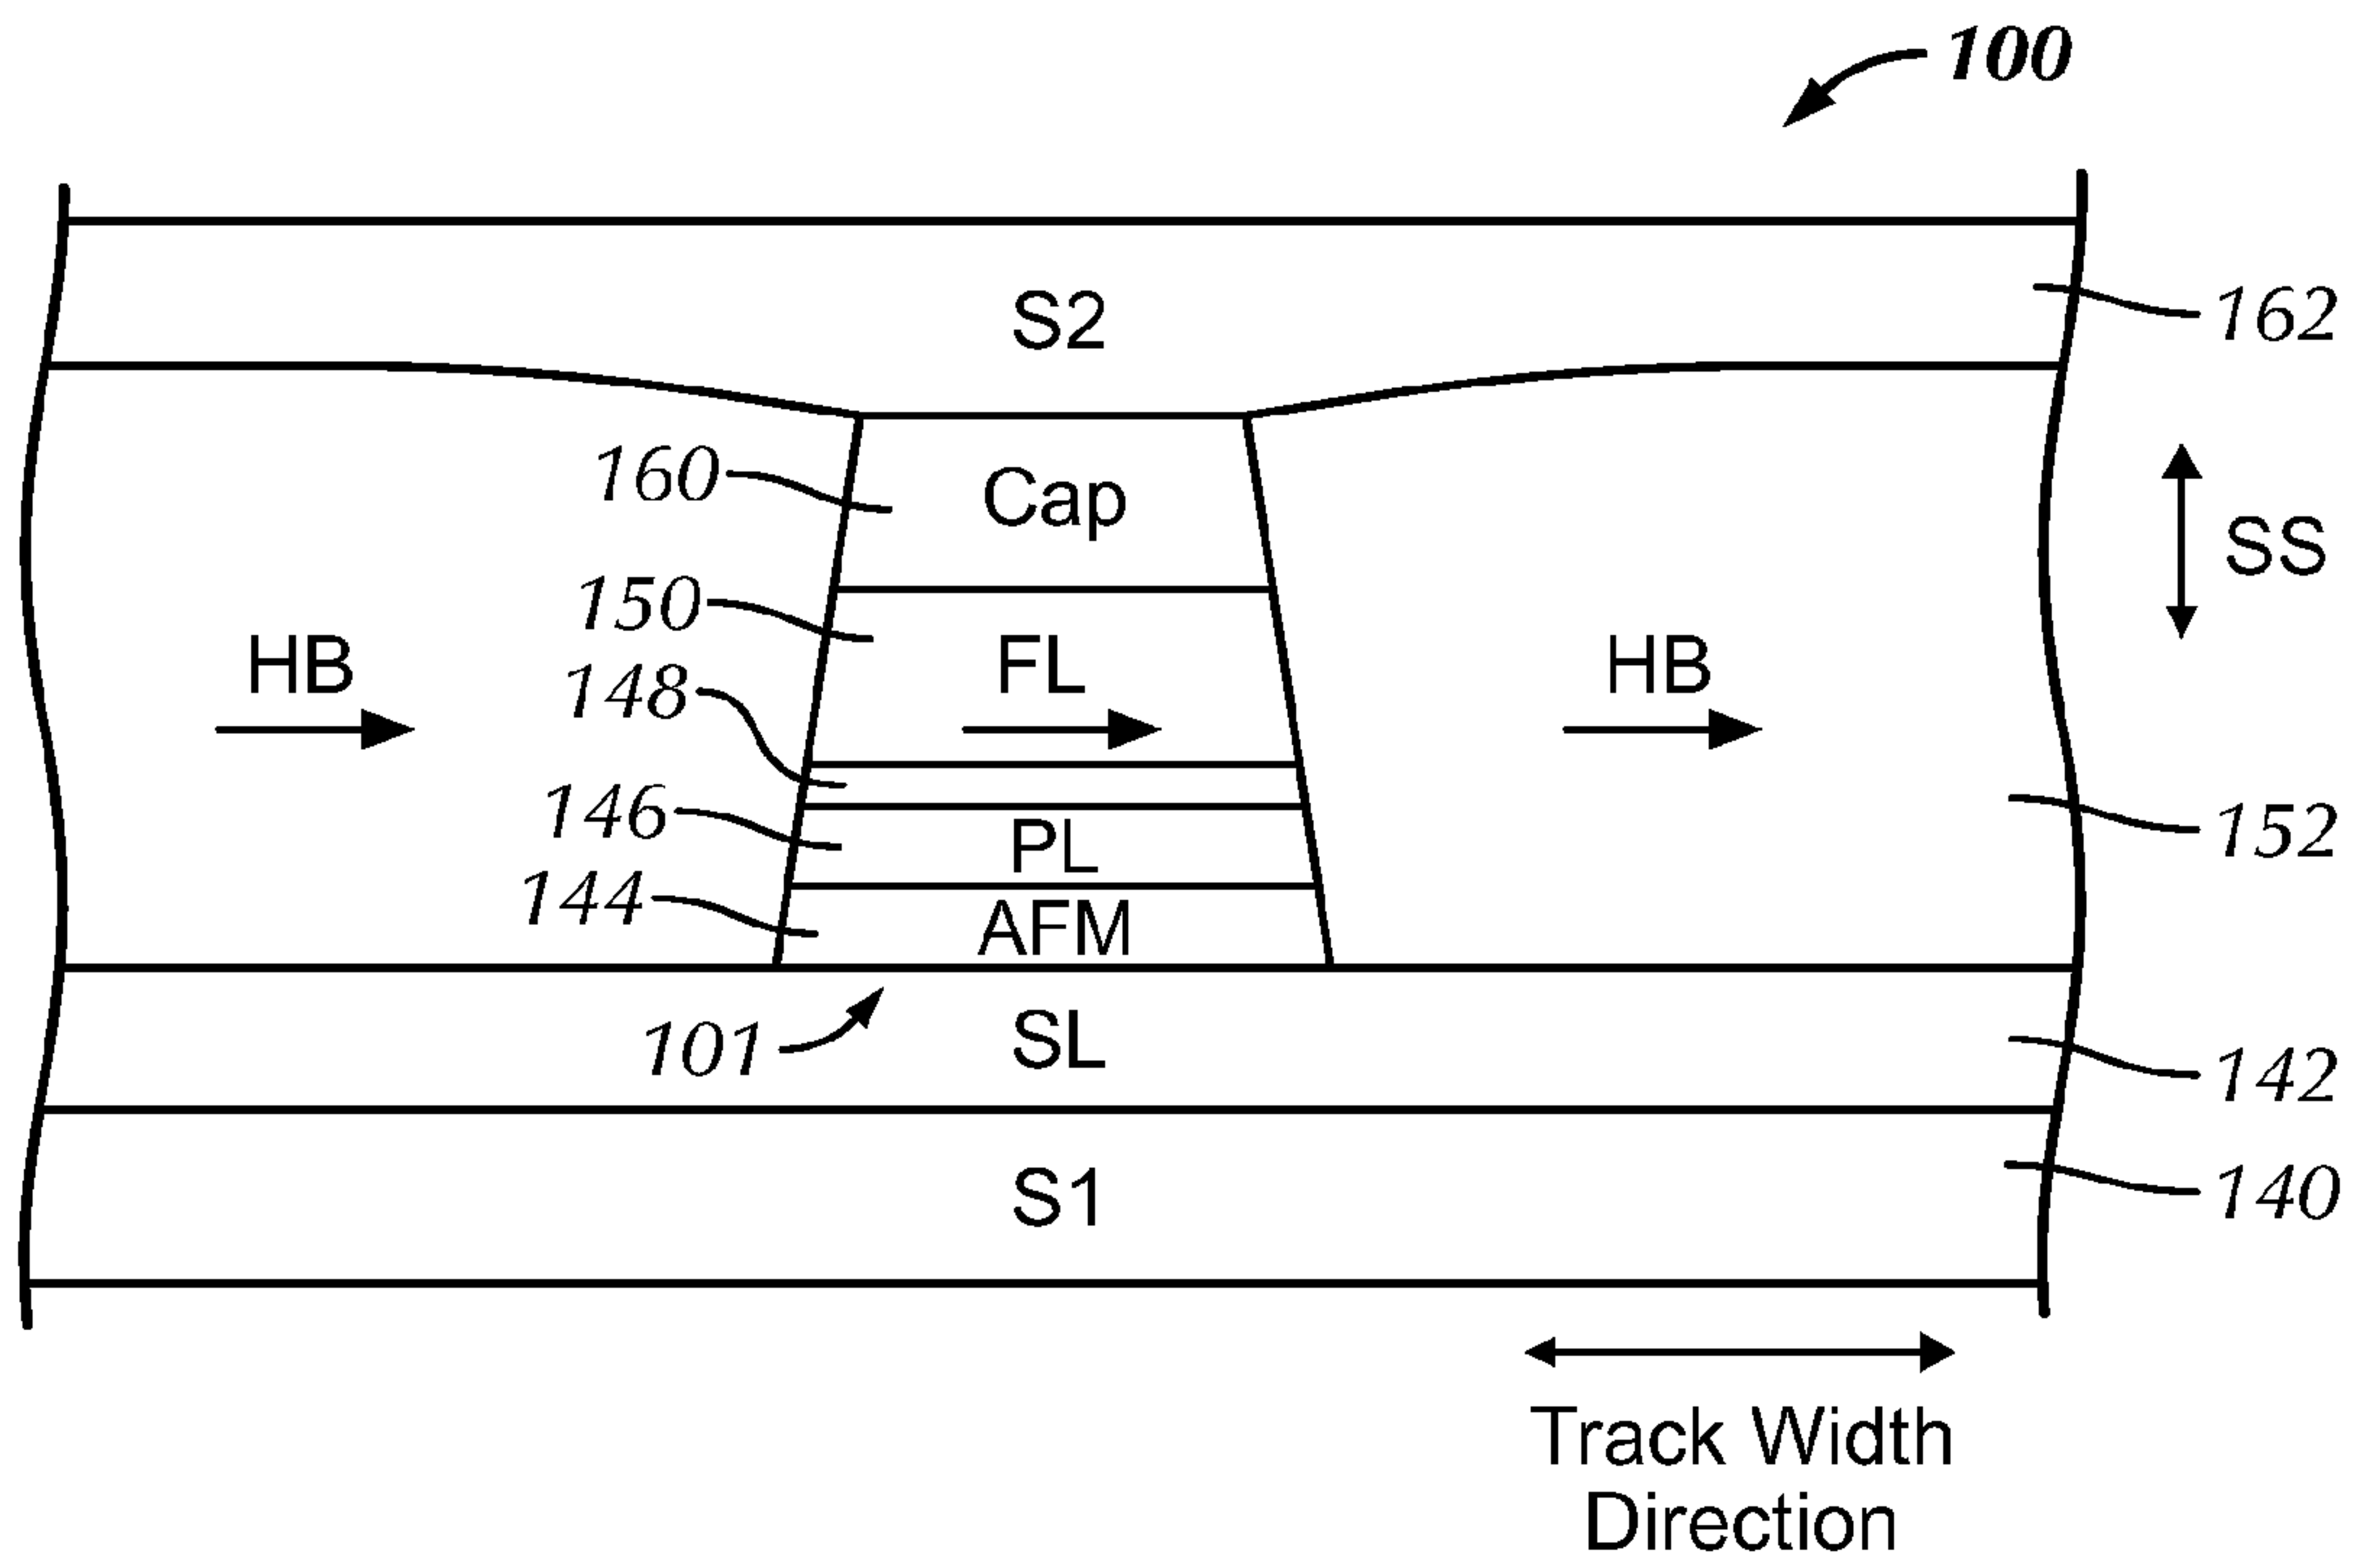 100
S2
162
160
Cap
150
FL
SS
HB
HB
148
146
PL
152
144
AFM
101
SL
142
S1
140
Track Width
Direction